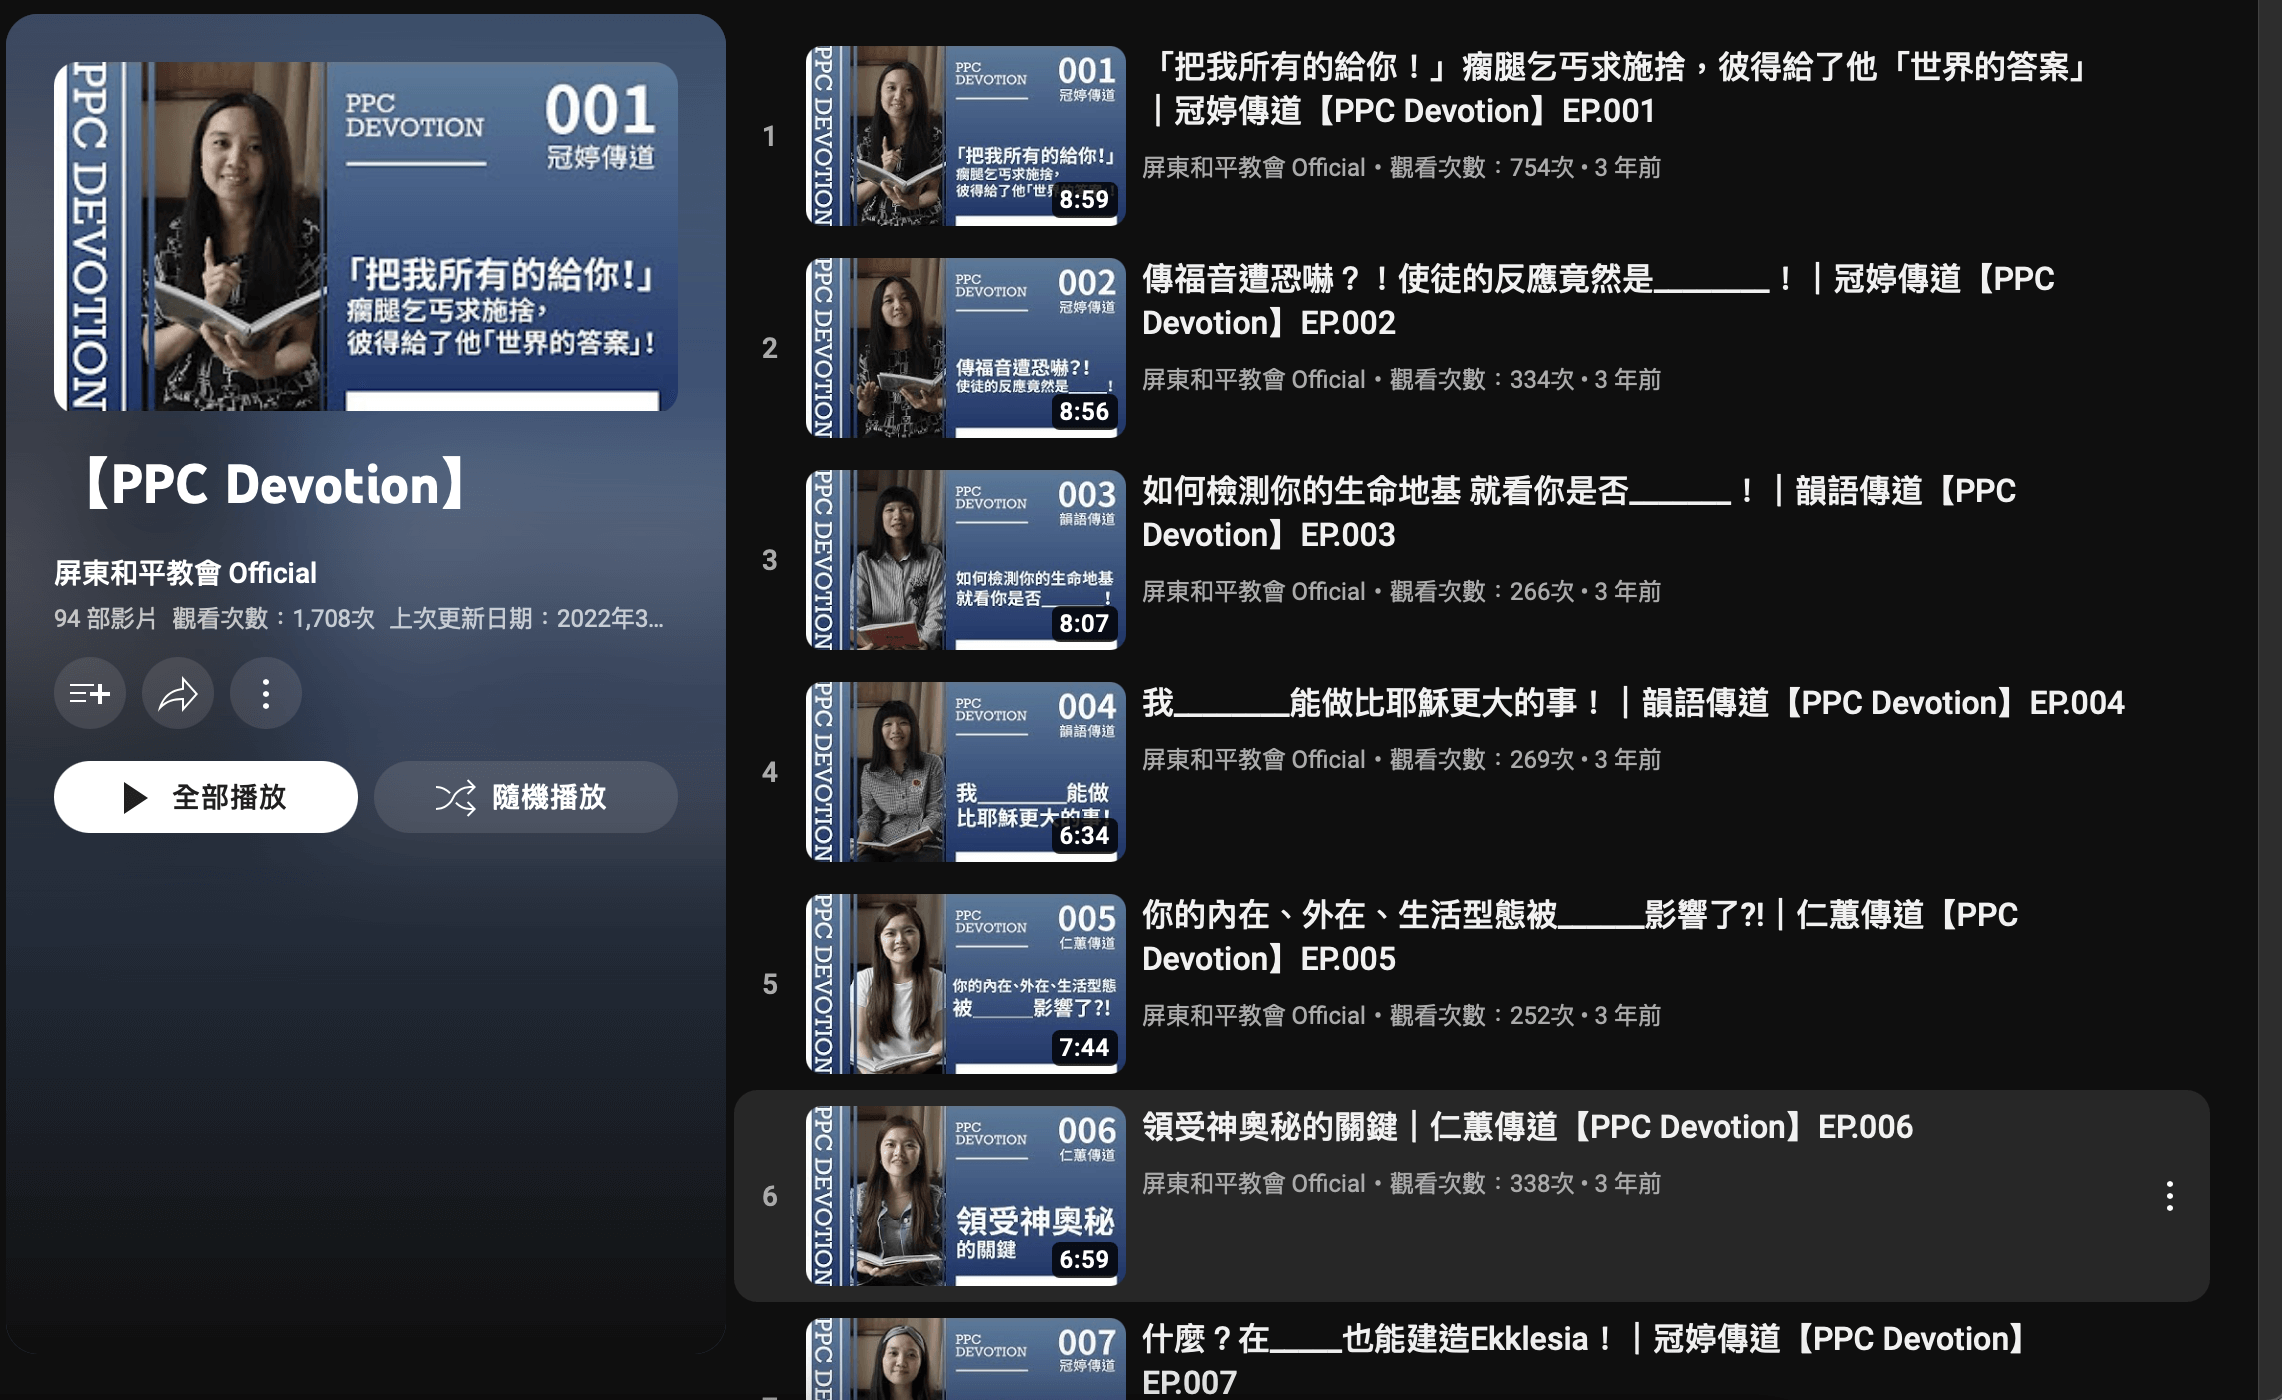 PPC DEVOTION
PPC
DEVOTION
001
冠婷傳道
「把我所有的給你!」
瘸腿乞丐求施捨,
彼得給了他「世界的答案」!
【PPC Devotion】
屏東和平教會 Official
94 部影片 觀看次數：1,708次 上次更新日期：2022年3...
全部播放
隨機播放
1
PPC DEVOTION
PPC
DEVOTION
001
冠婷傳道
「把我所有的給你!」
瘸腿乞丐求施捨,
彼得給了他「世
8:59
「把我所有的給你！」瘸腿乞丐求施捨，彼得給了他「世界的答案」
｜冠婷傳道【PPC Devotion】EP.001
屏東和平教會 Official • 觀看次數：754次 • 3 年前
2
PPC DEVOTION
PPC
DEVOTION
002
冠婷傳道
傳福音遭恐嚇?!
使徒的反應竟然是_____!
8:56
傳福音遭恐嚇？！使徒的反應竟然是________！｜冠婷傳道【PPC
Devotion】EP.002
屏東和平教會 Official • 觀看次數：334次 • 3 年前
3
PPC DEVOTION
PPC
DEVOTION
003
韻語傳道
如何檢測你的生命地基
就看你是否_______!
8:07
如何檢測你的生命地基 就看你是否_______！｜韻語傳道【PPC
Devotion】EP.003
屏東和平教會 Official • 觀看次數：266次 • 3 年前
4
PPC DEVOTION
PPC
DEVOTION
004
韻語傳道
我________能做
比耶穌更大的事!
6:34
我________能做比耶穌更大的事！｜韻語傳道【PPC Devotion】EP.004
屏東和平教會 Official • 觀看次數：269次 • 3 年前
5
PPC DEVOTION
PPC
DEVOTION
005
仁蕙傳道
你的內在、外在、生活型態
被______影響了?!
7:44
你的內在、外在、生活型態被______影響了?!｜仁蕙傳道【PPC
Devotion】EP.005
屏東和平教會 Official • 觀看次數：252次 • 3 年前
6
PPC DEVOTION
PPC
DEVOTION
006
仁蕙傳道
領受神奧秘
的關鍵
6:59
領受神奧秘的關鍵｜仁蕙傳道【PPC Devotion】EP.006
屏東和平教會 Official • 觀看次數：338次 • 3 年前
PPC DE
PPC
DEVOTION
007
冠婷傳道
什麼？在_____也能建造Ekklesia！｜冠婷傳道【PPC Devotion】
EP.007